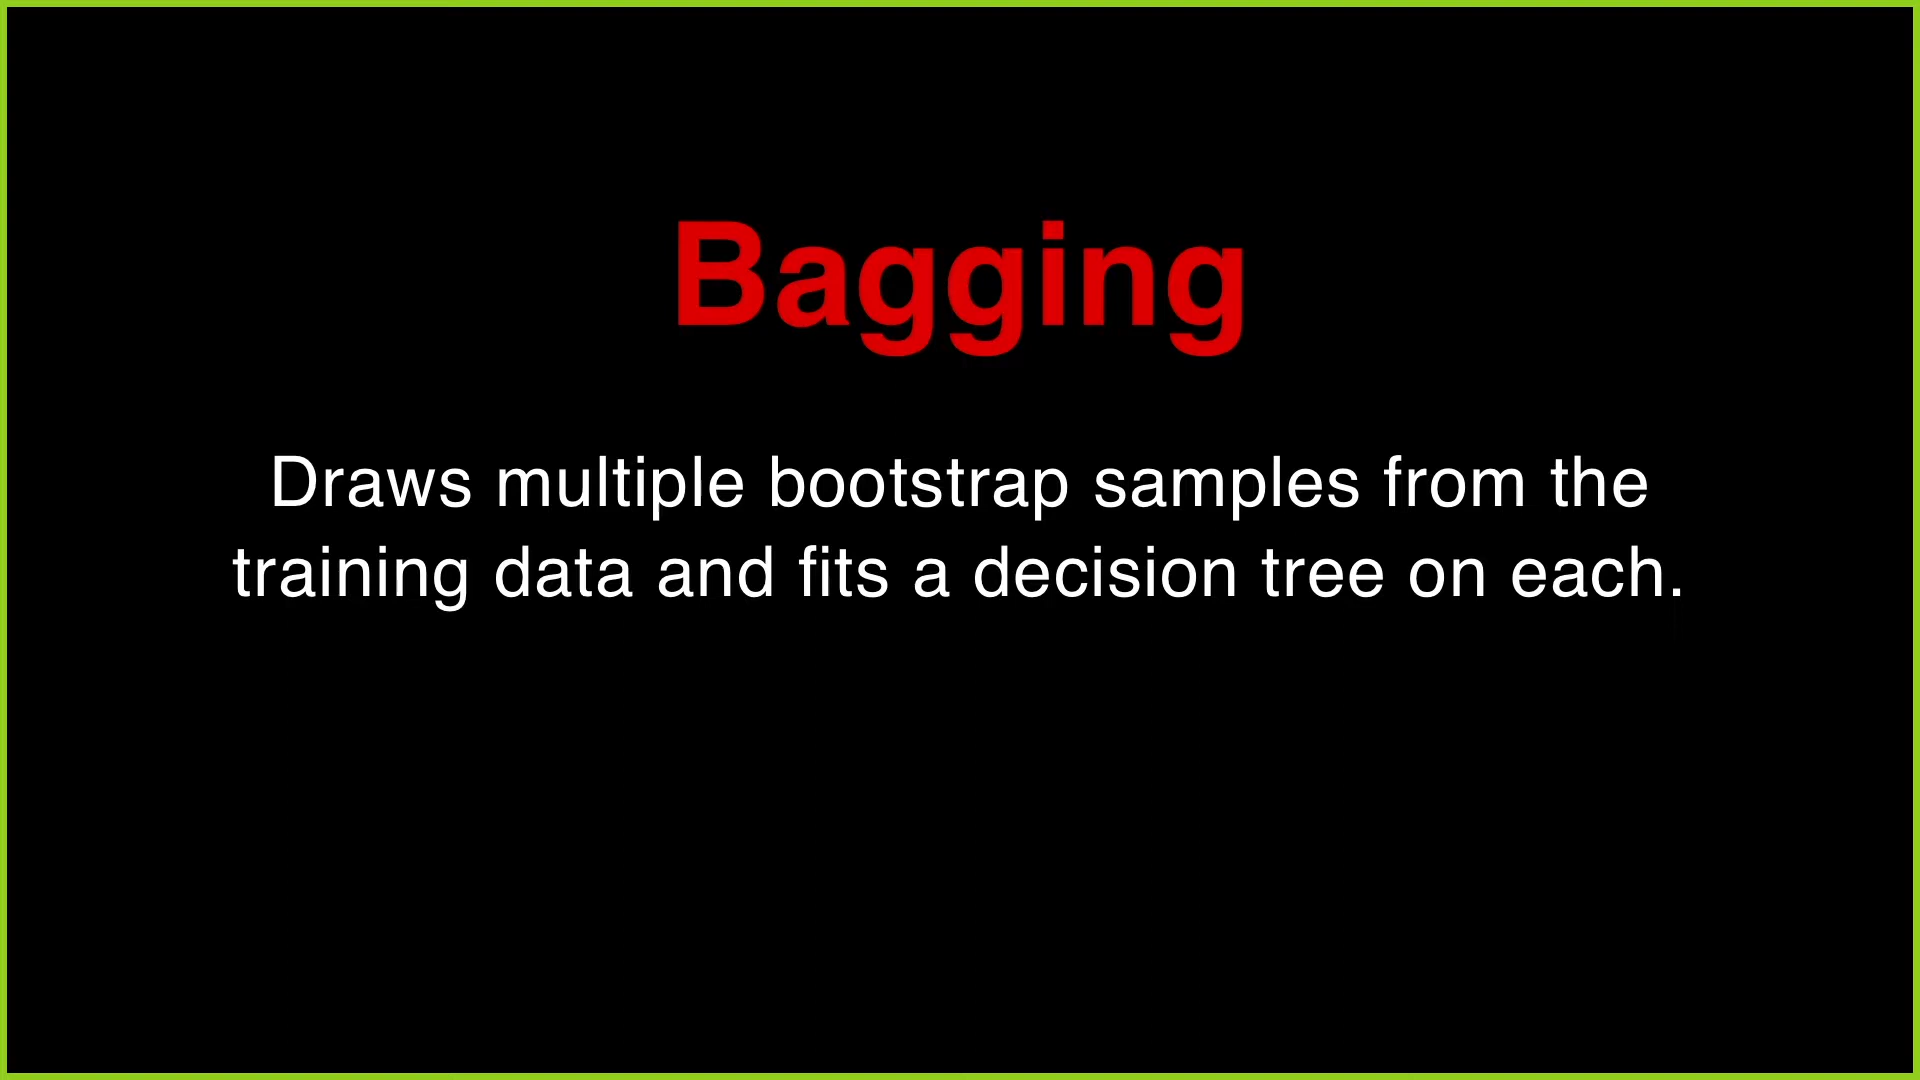 Bagging
Draws multiple bootstrap samples from the
training data and fits a decision tree on each.